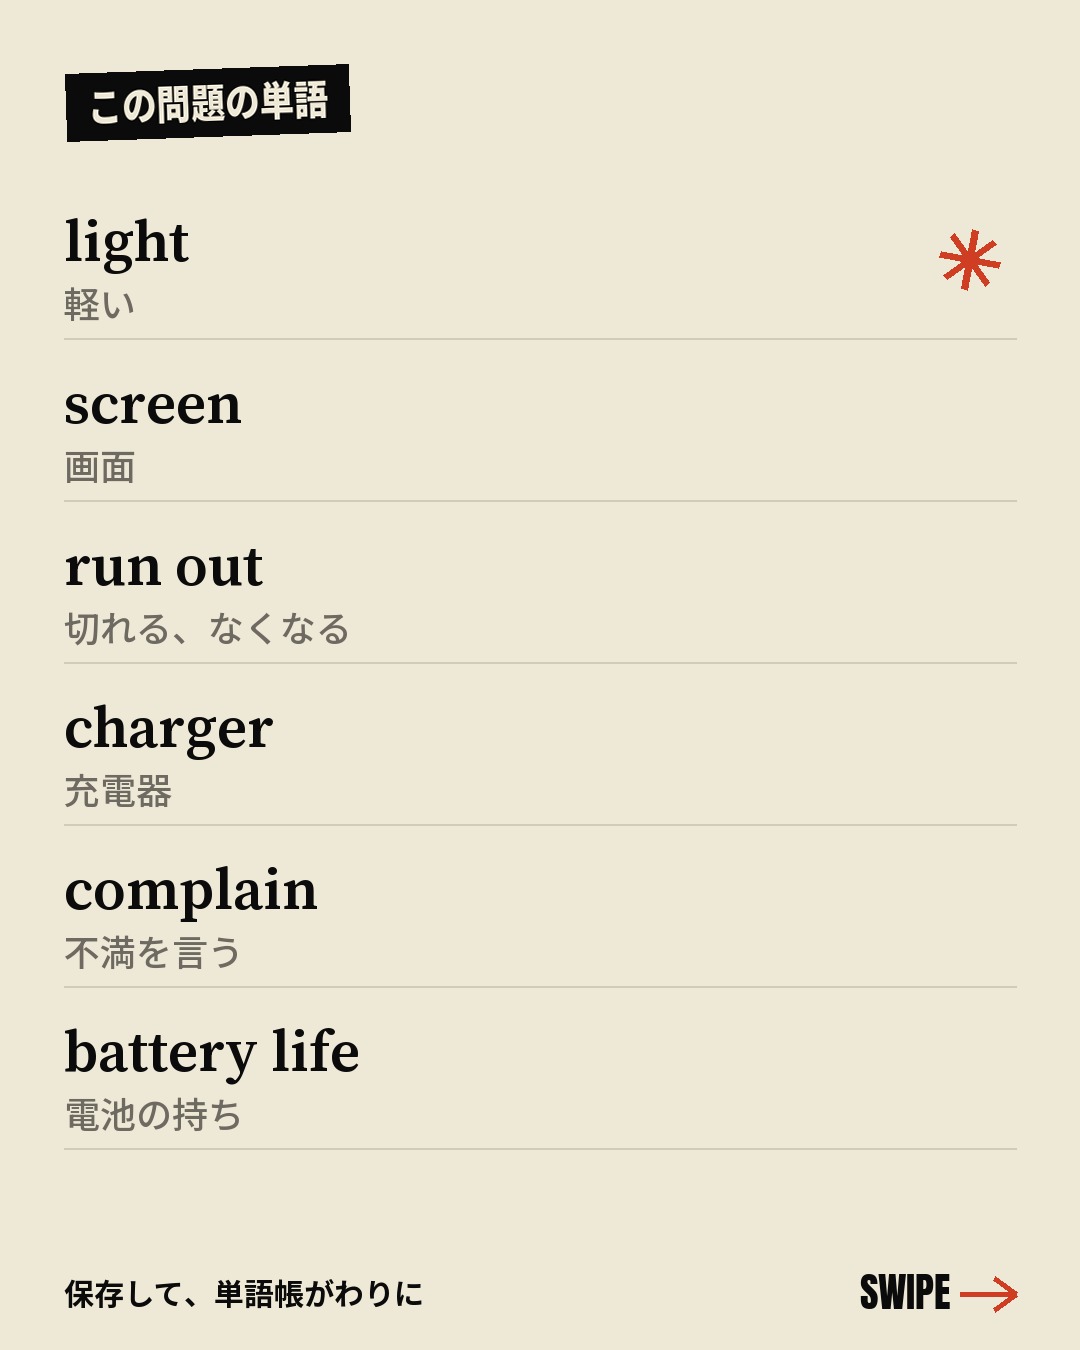 この問題の単語
light
軽い
screen
画面
run out
切れる、なくなる
charger
充電器
complain
不満を言う
battery life
電池の持ち
保存して、単語帳がわりに
SWIPE